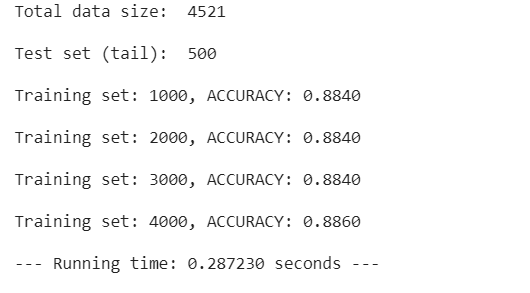 Total data size:  4521
Test set (tail):  500
Training set: 1000, ACCURACY: 0.8840
Training set: 2000, ACCURACY: 0.8840
Training set: 3000, ACCURACY: 0.8840
Training set: 4000, ACCURACY: 0.8860
--- Running time: 0.287230 seconds ---